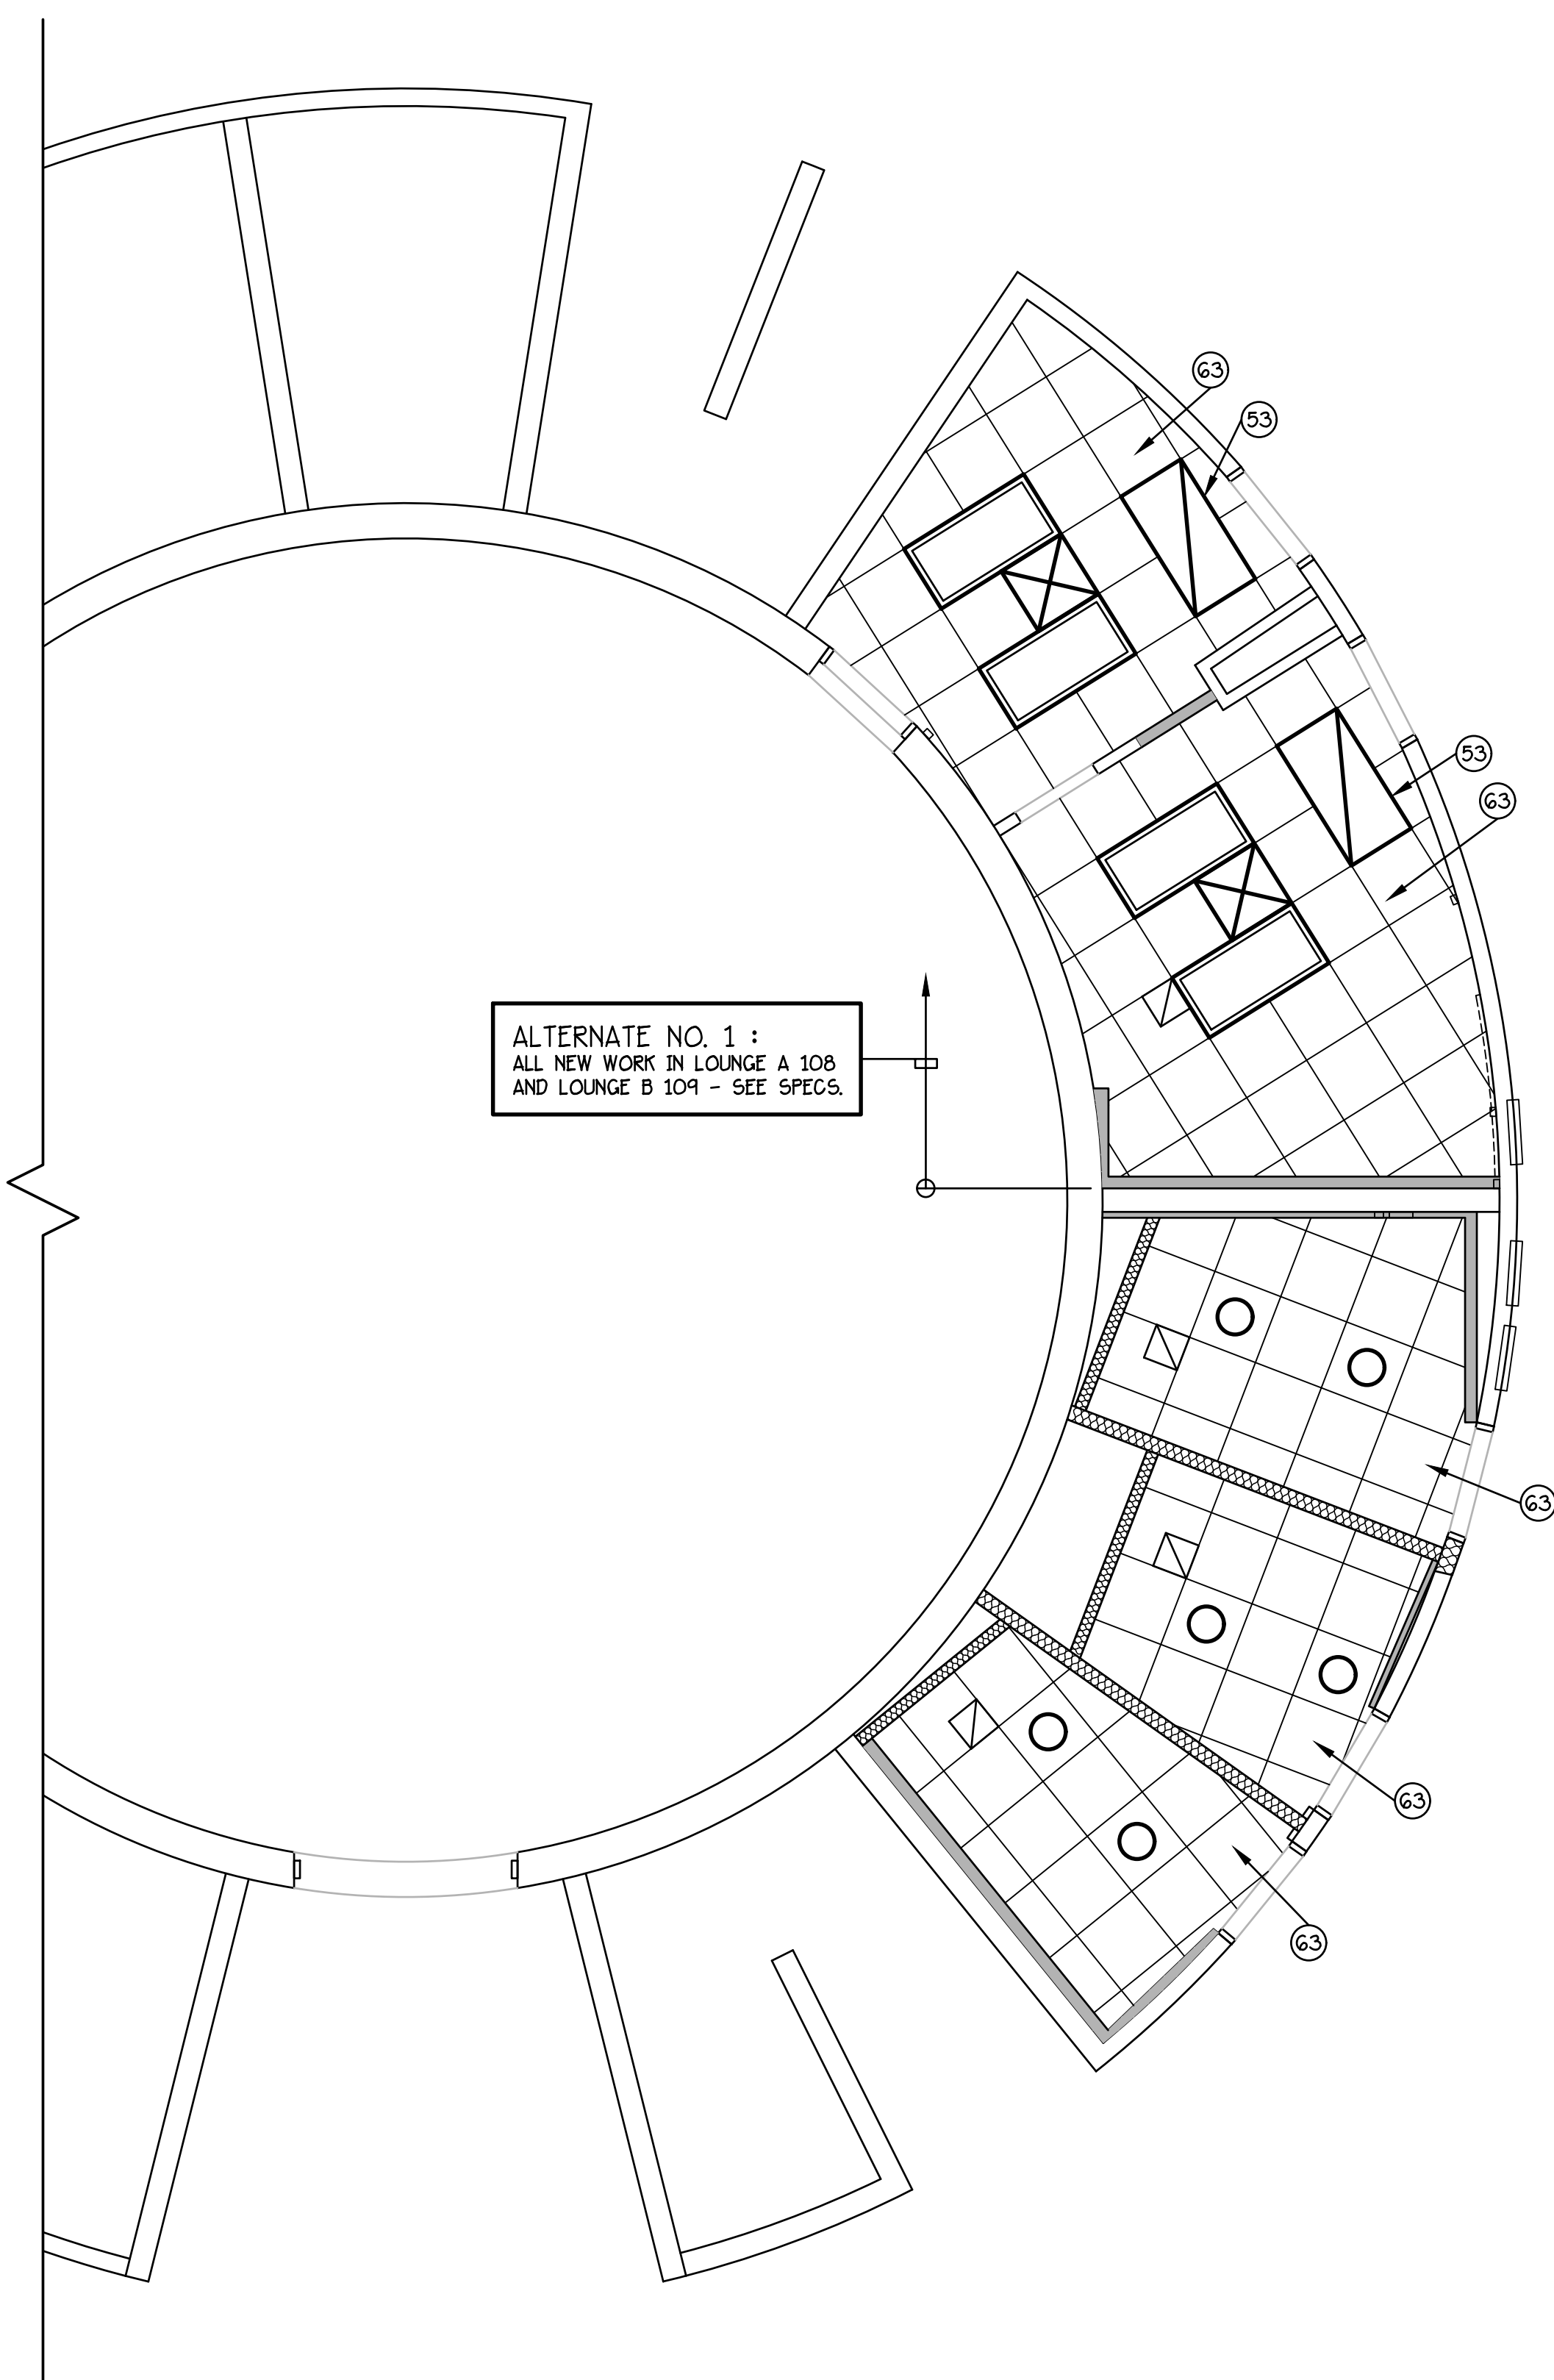 63
53
53
63
ALTERNATE NO. 1 :
ALL NEW WORK IN LOUNGE A 108
AND LOUNGE B 109 - SEE SPECS.
63
63
63